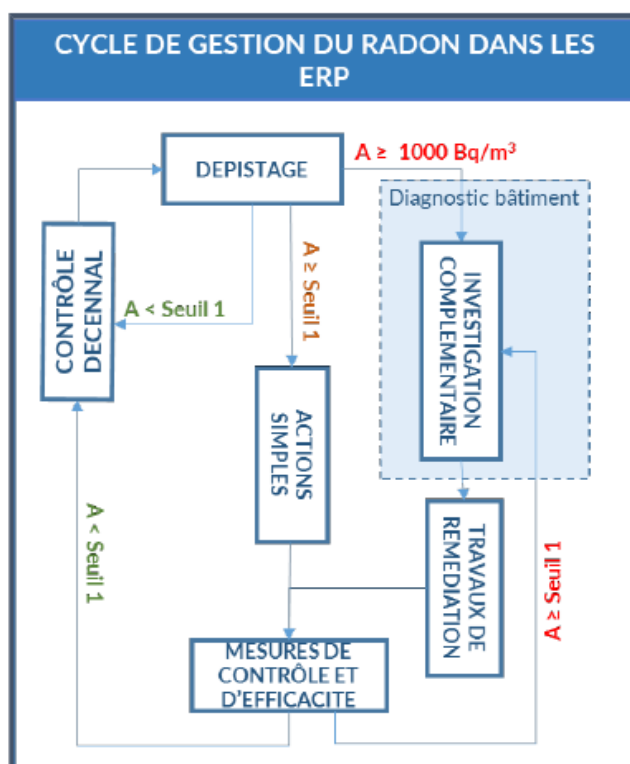 CYCLE DE GESTION DU RADON DANS LES
ERP
DEPISTAGE
A ≥ 1000 Bq/m³
Diagnostic bâtiment
CONTRÔLE
DECENNAL
A < Seuil 1
A ≥ Seuil 1
INVESTIGATION
COMPLEMENTAIRE
ACTIONS
SIMPLES
A < Seuil 1
TRAVAUX DE
REMEDIATION
A ≥ Seuil 1
MESURES DE
CONTRÔLE ET
D'EFFICACITE